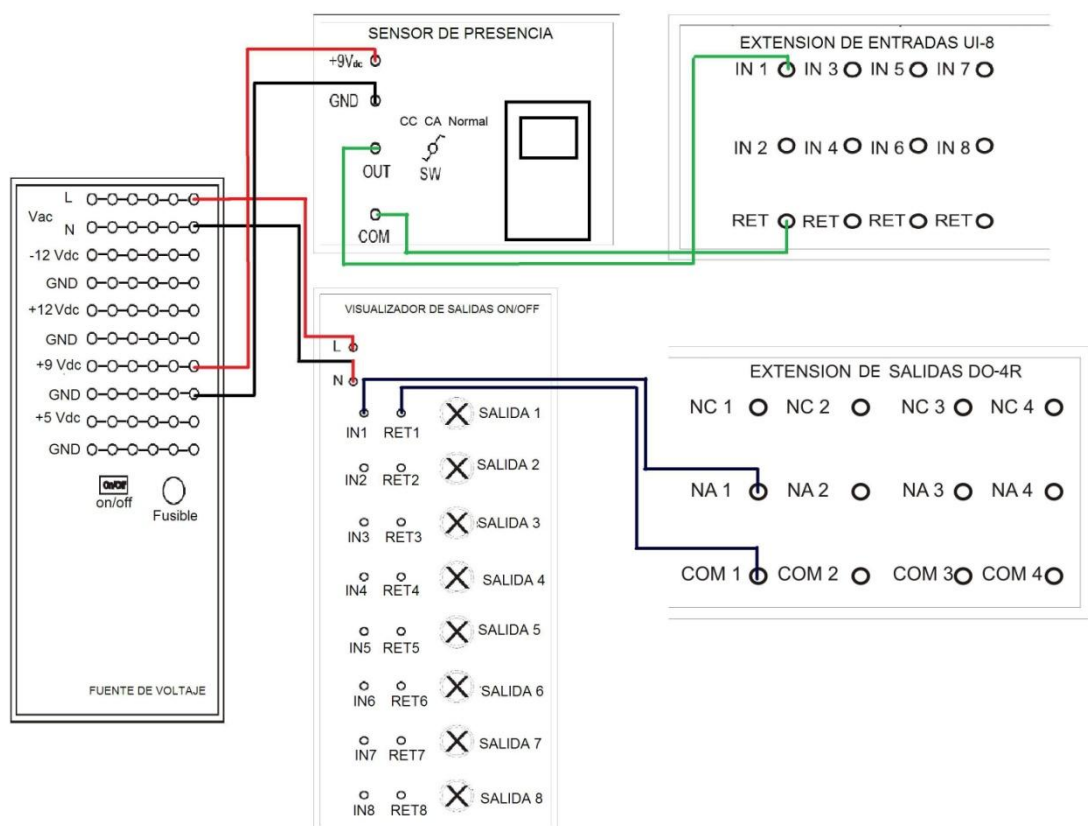 SENSOR DE PRESENCIA
+9Vdc
GND
CC CA Normal
OUT
SW
COM
EXTENSION DE ENTRADAS UI-8
IN 1 IN 3 IN 5 IN 7
IN 2 IN 4 IN 6 IN 8
RET RET RET RET
L
Vac
N
-12 Vdc
GND
+12Vdc
GND
+9 Vdc
GND
+5 Vdc
GND
On/Off
on/off
Fusible
FUENTE DE VOLTAJE
VISUALIZADOR DE SALIDAS ON/OFF
L
N
IN1 RET1 SALIDA 1
IN2 RET2 SALIDA 2
IN3 RET3 SALIDA 3
IN4 RET4 SALIDA 4
IN5 RET5 SALIDA 5
IN6 RET6 SALIDA 6
IN7 RET7 SALIDA 7
IN8 RET8 SALIDA 8
EXTENSION DE SALIDAS DO-4R
NC 1 NC 2 NC 3 NC 4
NA 1 NA 2 NA 3 NA 4
COM 1 COM 2 COM 3 COM 4